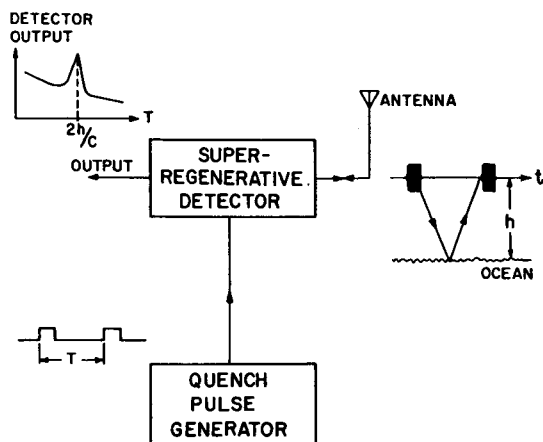 DETECTOR
OUTPUT
T
2h/c
ANTENNA
OUTPUT
SUPER-
REGENERATIVE
DETECTOR
t
h
OCEAN
T
QUENCH
PULSE
GENERATOR